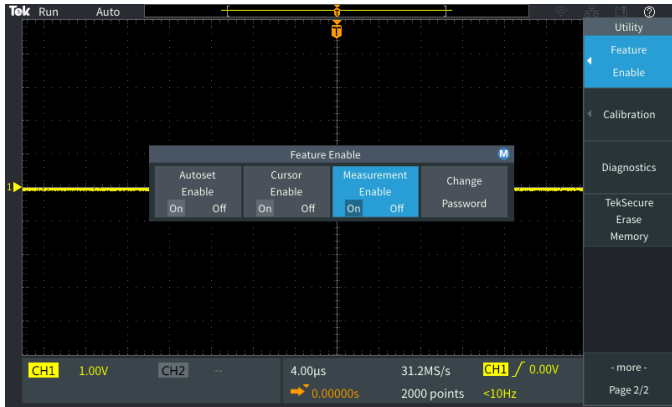 Tek Run Auto
T
T
Utility
Feature
Enable
Calibration
Diagnostics
TekSecure
Erase
Memory
- more -
Page 2/2
1
Feature Enable M
Autoset
Enable
On Off
Cursor
Enable
On Off
Measurement
Enable
On Off
Change
Password
CH1 1.00V CH2 -- 4.00μs 31.2MS/s CH1 0.00V
0.00000s 2000 points <10Hz